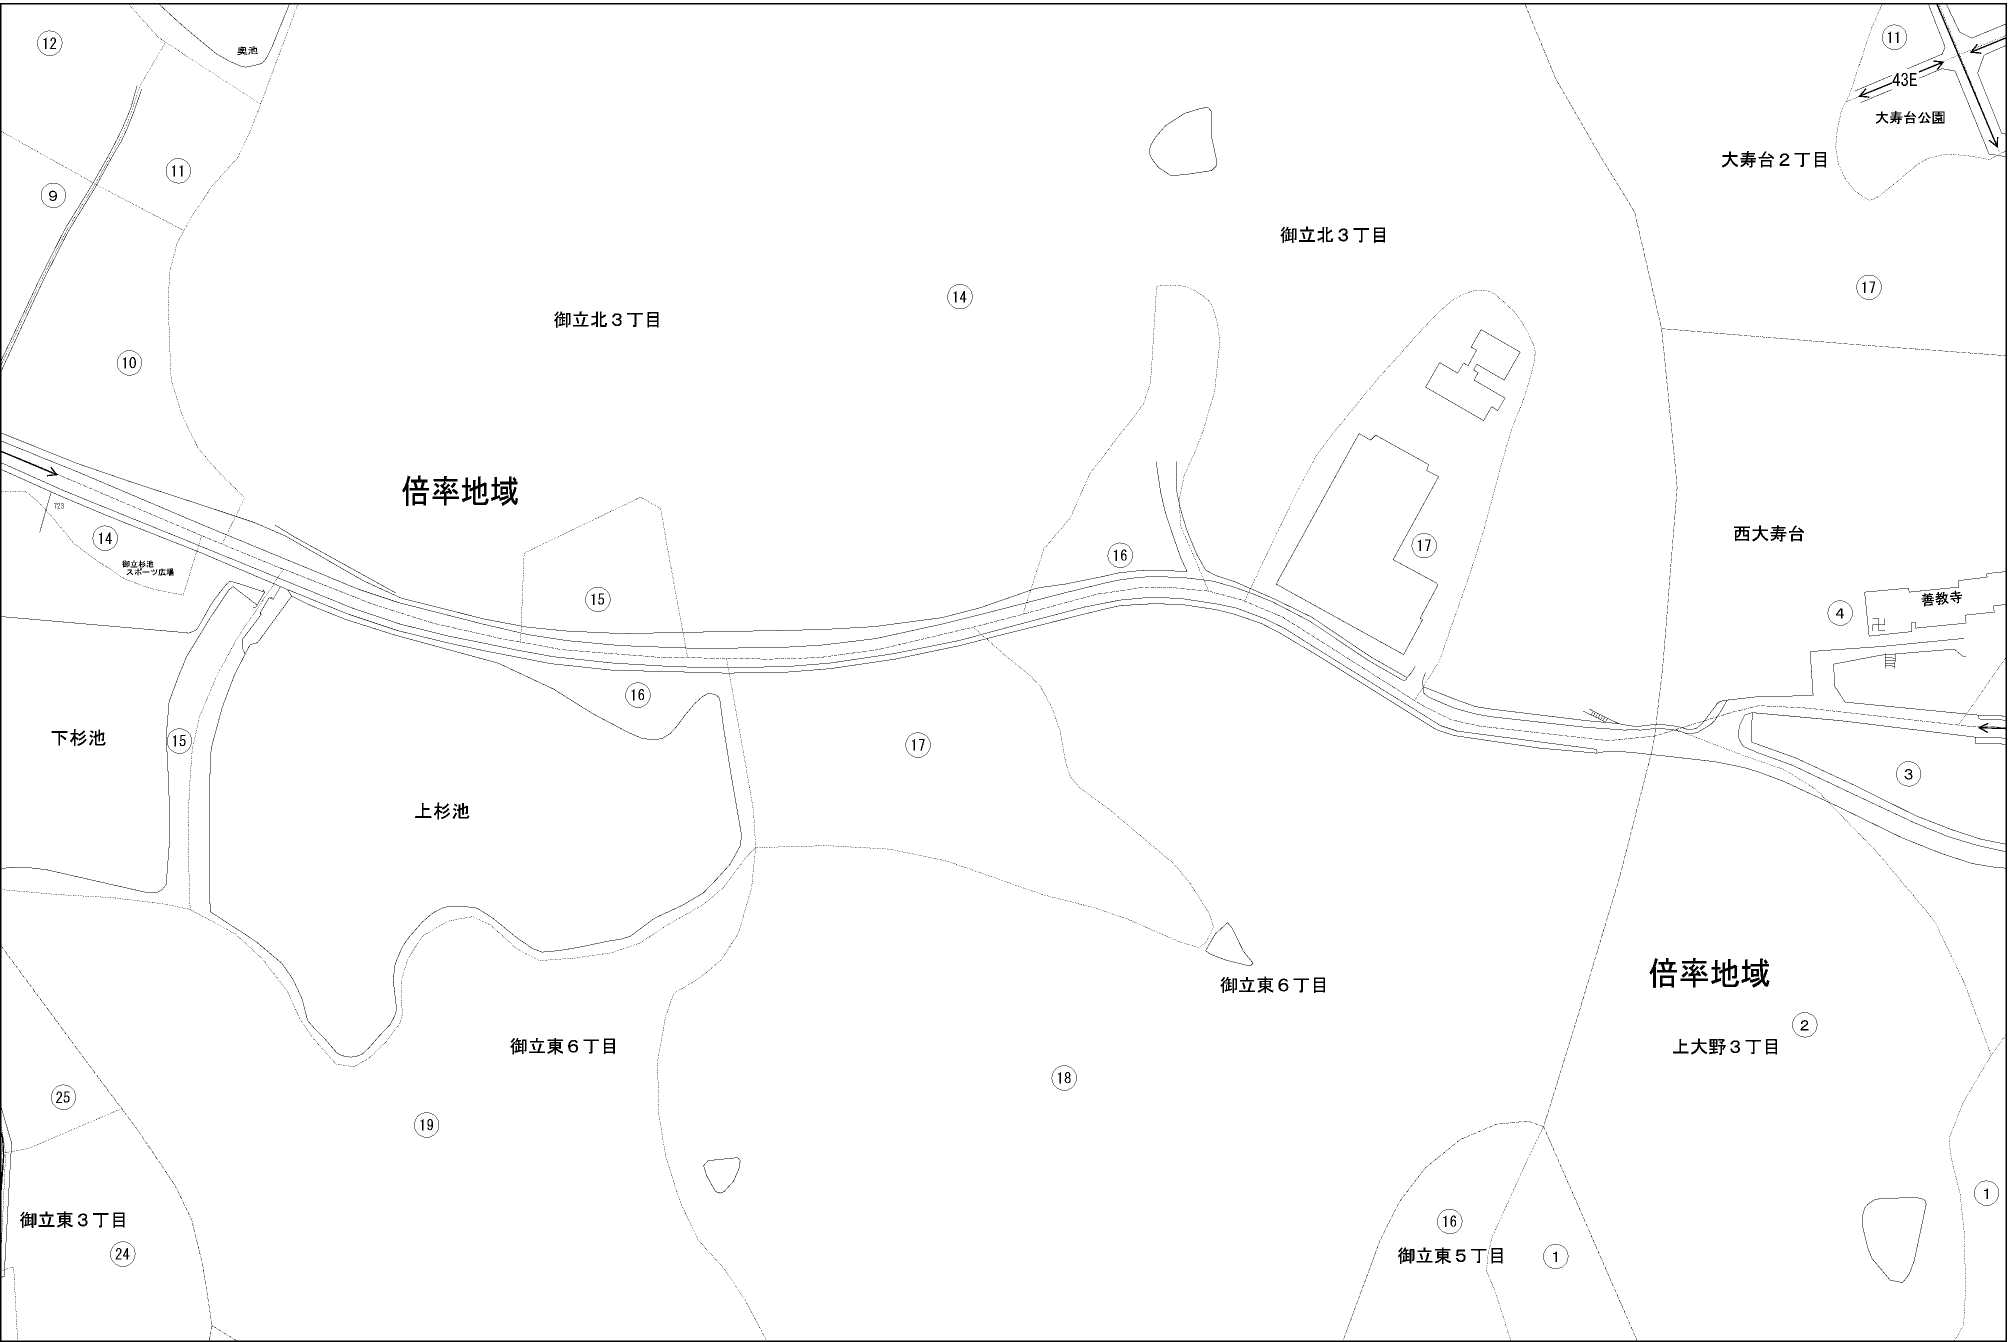 12
奥池
11
43E
大寿台公園
大寿台２丁目
11
9
御立北３丁目
17
14
御立北３丁目
10
倍率地域
723
14
御立杉池
スポーツ広場
西大寿台
17
16
15
善教寺
4
卍
16
下杉池
15
17
3
上杉池
倍率地域
御立東６丁目
2
御立東６丁目
上大野３丁目
18
25
19
1
御立東３丁目
16
24
御立東５丁目
1